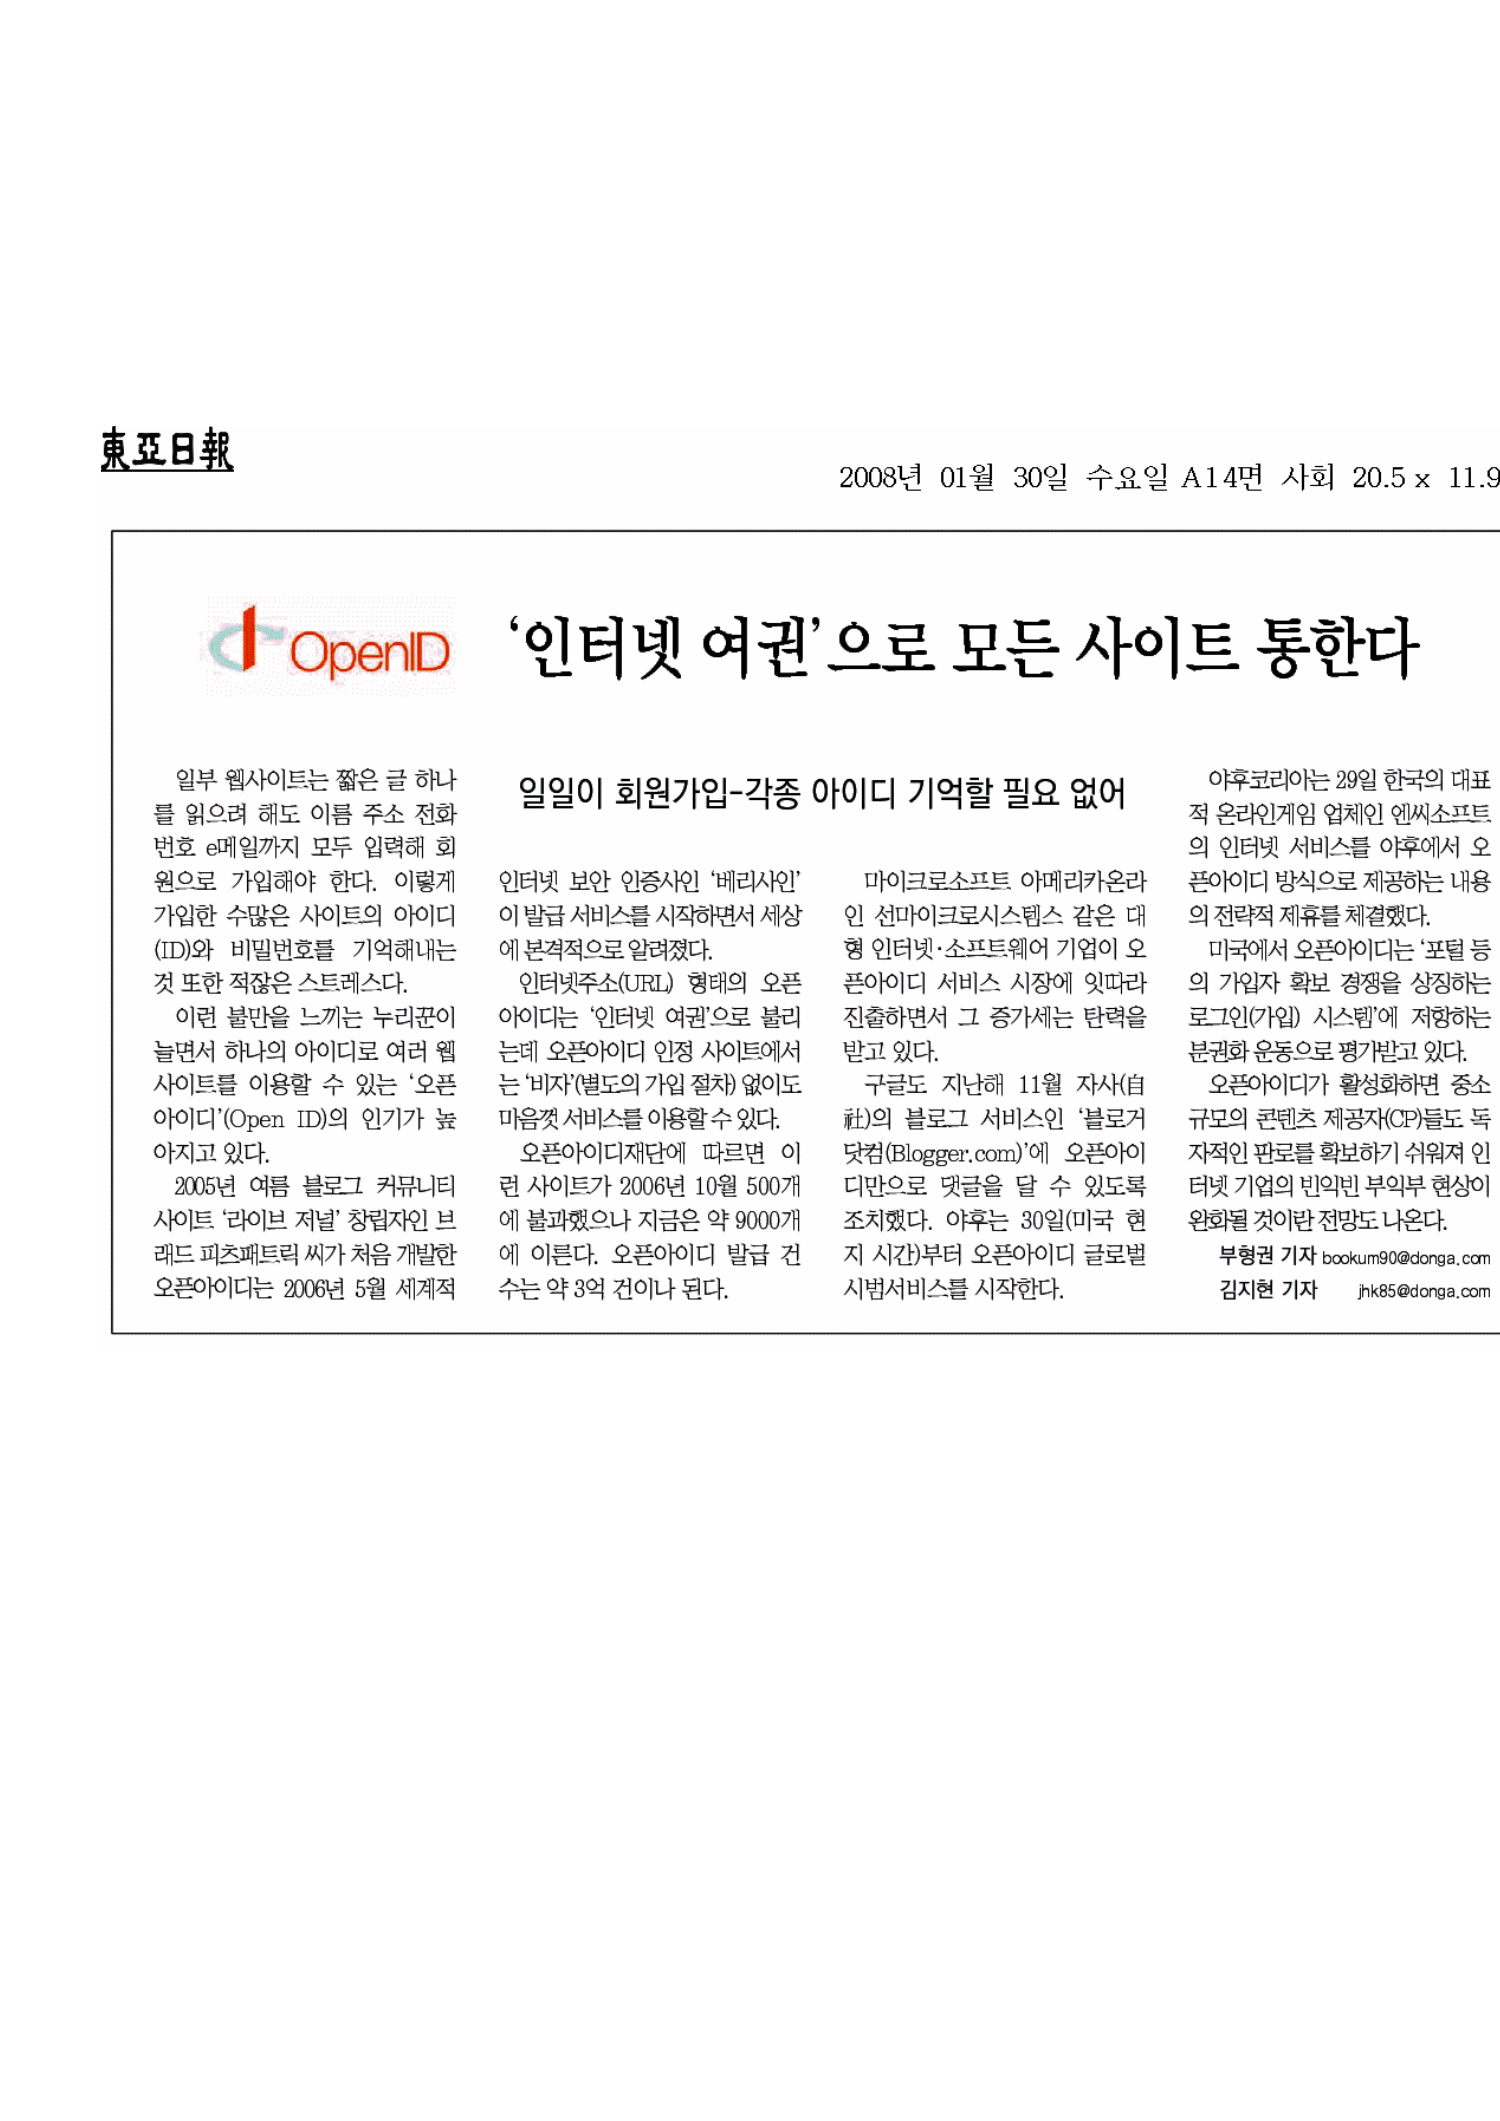 東亞日報
2008년 01월 30일 수요일 A14면 사회 20.5 x 11.9
OpenID
‘인터넷 여권’으로 모든 사이트 통한다
일부 웹사이트는 짧은 글 하나
를 읽으려 해도 이름 주소 전화
번호 e메일까지 모두 입력해 회
원으로 가입해야 한다. 이렇게
가입한 수많은 사이트의 아이디
(ID)와 비밀번호를 기억해내는
것 또한 적잖은 스트레스다.
이런 불만을 느끼는 누리꾼이
늘면서 하나의 아이디로 여러 웹
사이트를 이용할 수 있는 ‘오픈
아이디’(Open ID)의 인기가 높
아지고 있다.
2005년 여름 블로그 커뮤니티
사이트 ‘라이브 저널’ 창립자인 브
래드 피츠패트릭 씨가 처음 개발한
오픈아이디는 2006년 5월 세계적
일일이 회원가입-각종 아이디 기억할 필요 없어
인터넷 보안 인증사인 ‘베리사인’
이 발급 서비스를 시작하면서 세상
에 본격적으로 알려졌다.
인터넷주소(URL) 형태의 오픈
아이디는 ‘인터넷 여권’으로 불리
는데 오픈아이디 인정 사이트에서
는 ‘비자’(별도의 가입 절차) 없이도
마음껏 서비스를 이용할 수 있다.
오픈아이디재단에 따르면 이
런 사이트가 2006년 10월 500개
에 불과했으나 지금은 약 9000개
에 이른다. 오픈아이디 발급 건
수는 약 3억 건이나 된다.
마이크로소프트 아메리카온라
인 선마이크로시스템스 같은 대
형 인터넷·소프트웨어 기업이 오
픈아이디 서비스 시장에 잇따라
진출하면서 그 증가세는 탄력을
받고 있다.
구글도 지난해 11월 자사(自
社)의 블로그 서비스인 ‘블로거
닷컴(Blogger.com)’에 오픈아이
디만으로 댓글을 달 수 있도록
조치했다. 야후는 30일(미국 현
지 시간)부터 오픈아이디 글로벌
시범서비스를 시작한다.
야후코리아는 29일 한국의 대표
적 온라인게임 업체인 엔씨소프트
의 인터넷 서비스를 야후에서 오
픈아이디 방식으로 제공하는 내용
의 전략적 제휴를 체결했다.
미국에서 오픈아이디는 ‘포털 등
의 가입자 확보 경쟁을 상징하는
로그인(가입) 시스템’에 저항하는
분권화 운동으로 평가받고 있다.
오픈아이디가 활성화하면 중소
규모의 콘텐츠 제공자(CP)들도 독
자적인 판로를 확보하기 쉬워져 인
터넷 기업의 빈익빈 부익부 현상이
완화될 것이란 전망도 나온다.
부형권 기자 bookum90@donga.com
김지현 기자 jhk85@donga.com